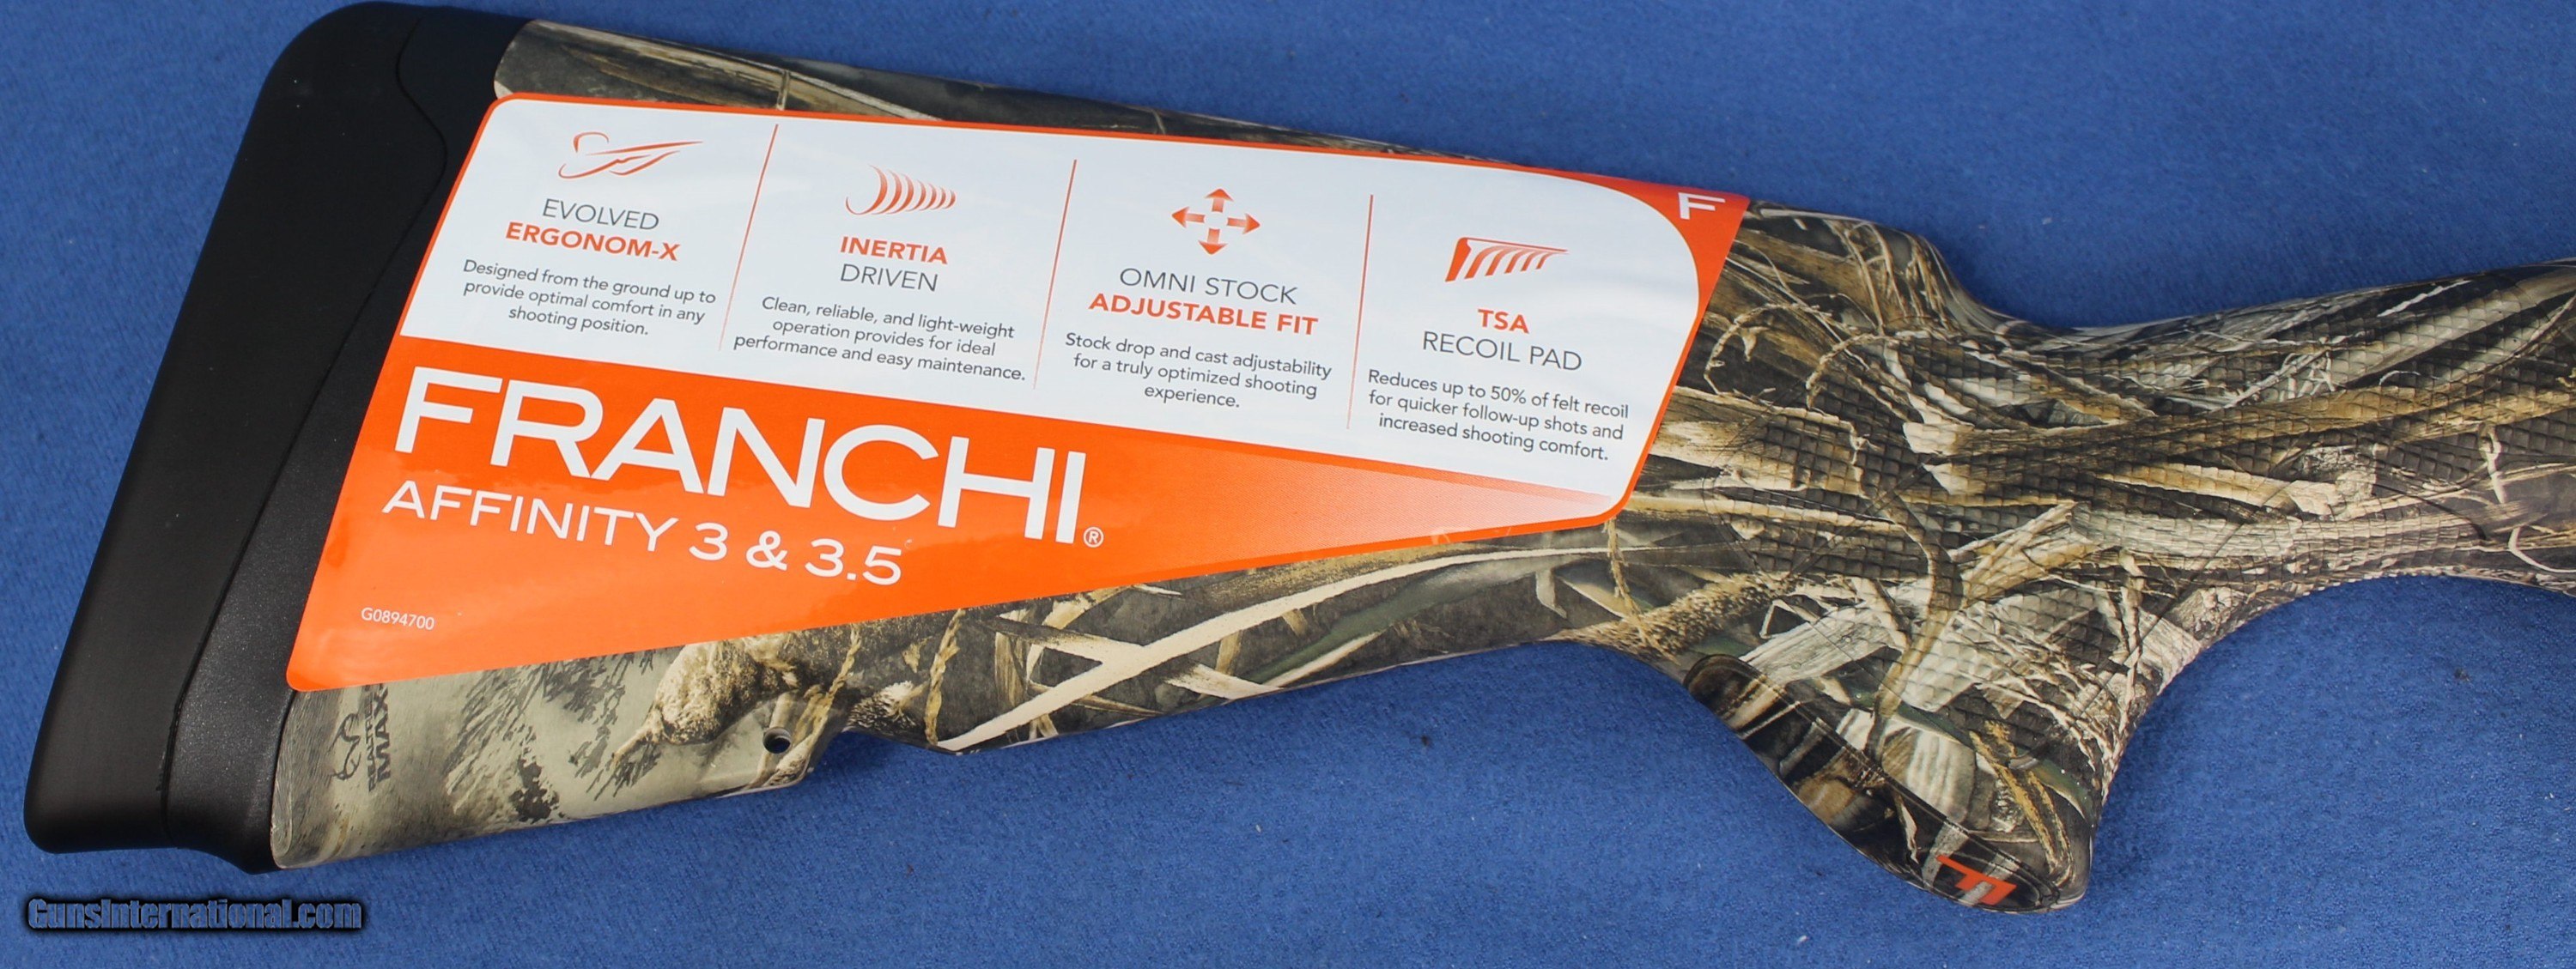 EVOLVED
ERGONOM-X
Designed from the ground up to
provide optimal comfort in any
shooting position.
INERTIA
DRIVEN
Clean, reliable, and light-weight
operation provides for ideal
performance and easy maintenance.
OMNI STOCK
ADJUSTABLE FIT
Stock drop and cast adjustability
for a truly optimized shooting
experience.
TSA
RECOIL PAD
Reduces up to 50% of felt recoil
for quicker follow-up shots and
increased shooting comfort.
F
FRANCHI®
AFFINITY 3 & 3.5
G0894700
MAX
F
GunsInternational.com